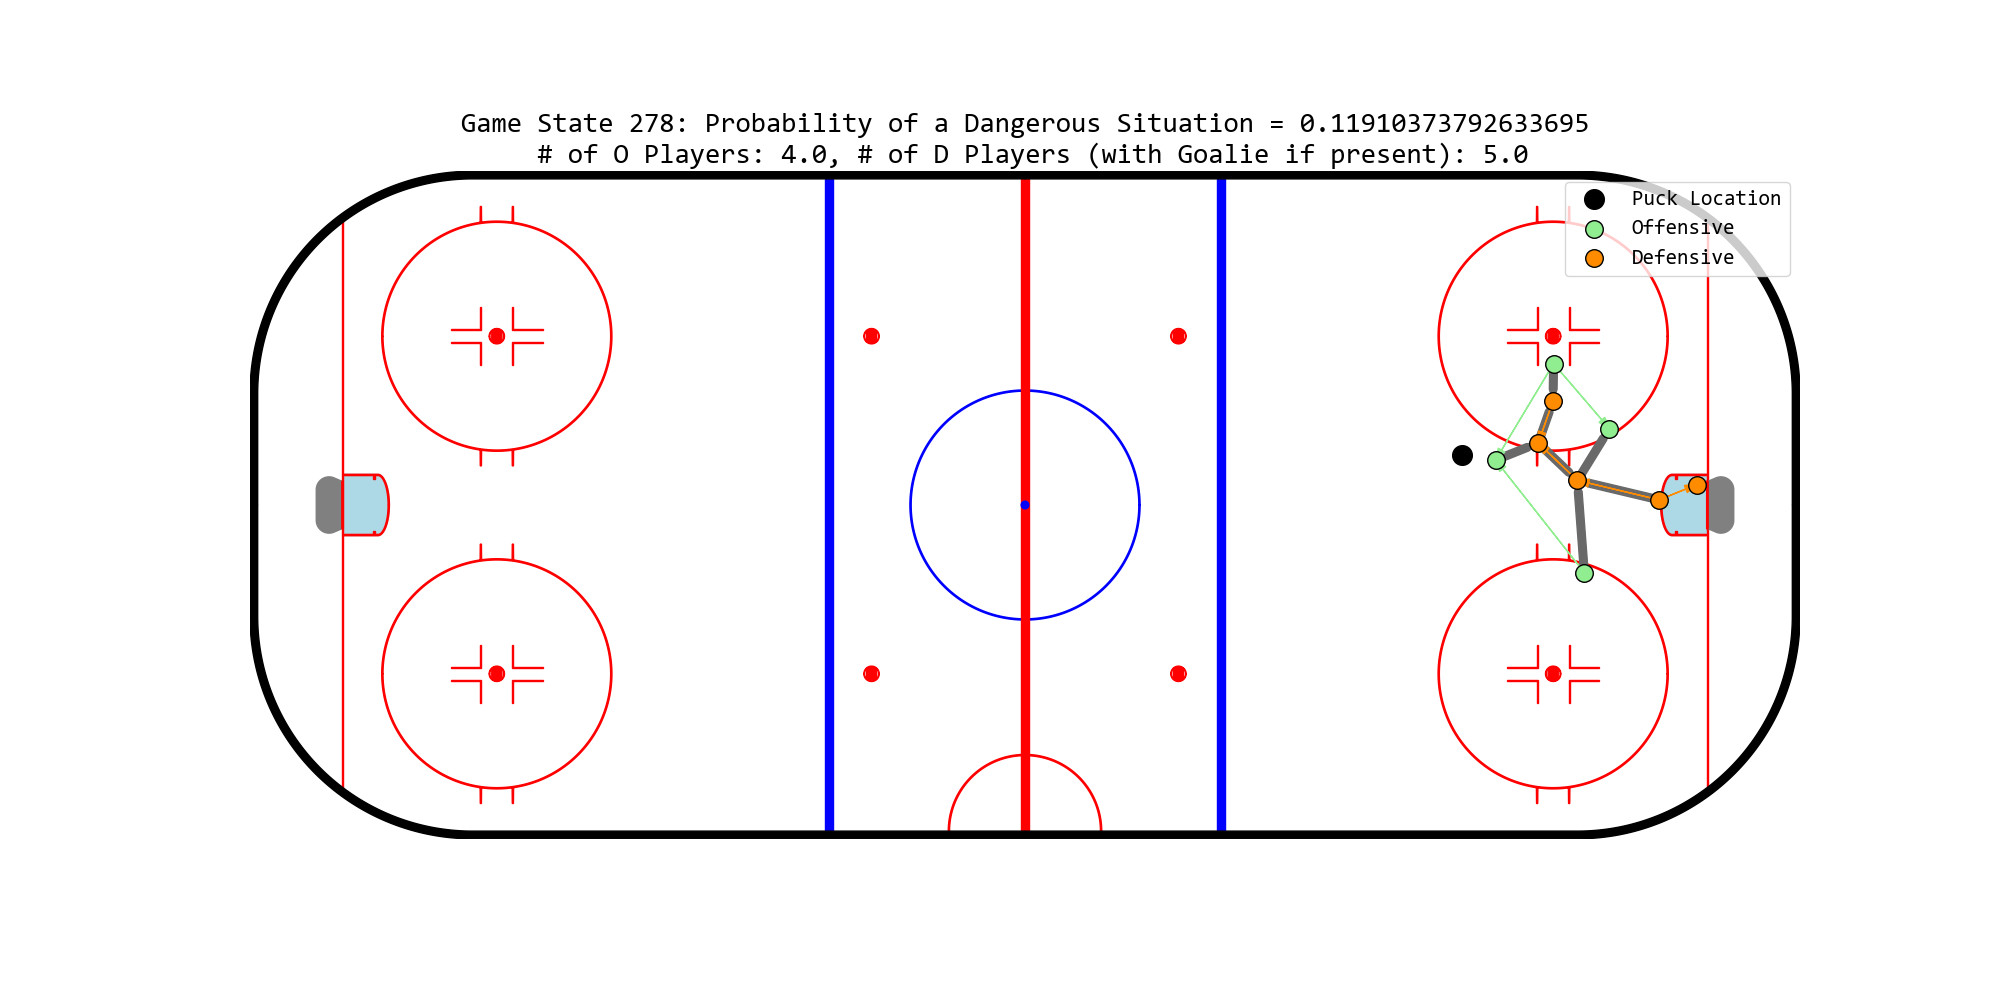 Game State 278: Probability of a Dangerous Situation = 0.11910373792633695
# of O Players: 4.0, # of D Players (with Goalie if present): 5.0
Puck Location
Offensive
Defensive